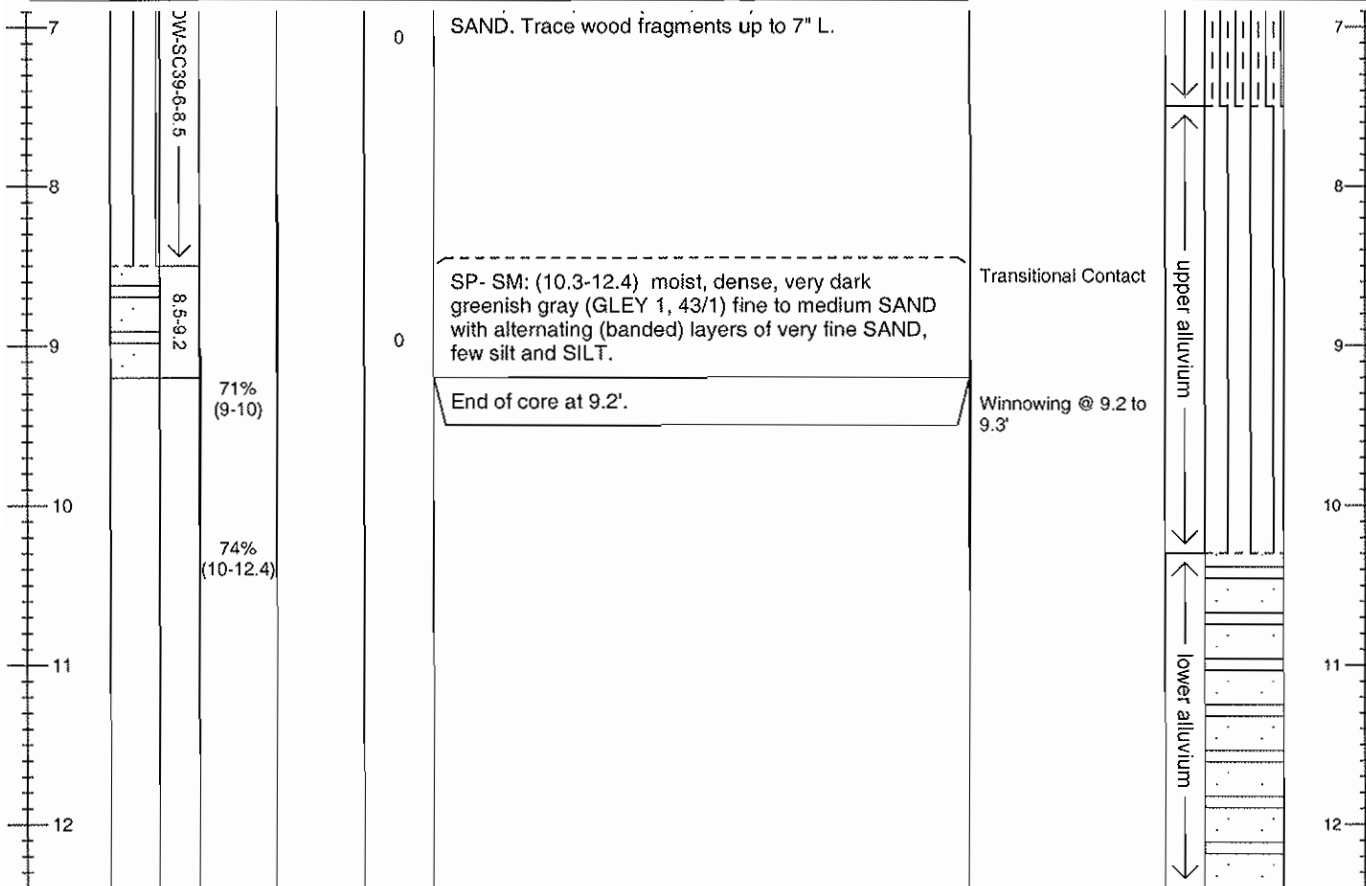 7
8
9
10
11
12
DW-SC39-6-8.5
8.5-9.2
71%
(9-10)
74%
(10-12.4)
0
0
SAND. Trace wood fragments up to 7" L.
SP- SM: (10.3-12.4) moist, dense, very dark
greenish gray (GLEY 1, 43/1) fine to medium SAND
with alternating (banded) layers of very fine SAND,
few silt and SILT.
End of core at 9.2'.
Transitional Contact
Winnowing @ 9.2 to
9.3'
upper alluvium
lower alluvium
7
8
9
10
11
12